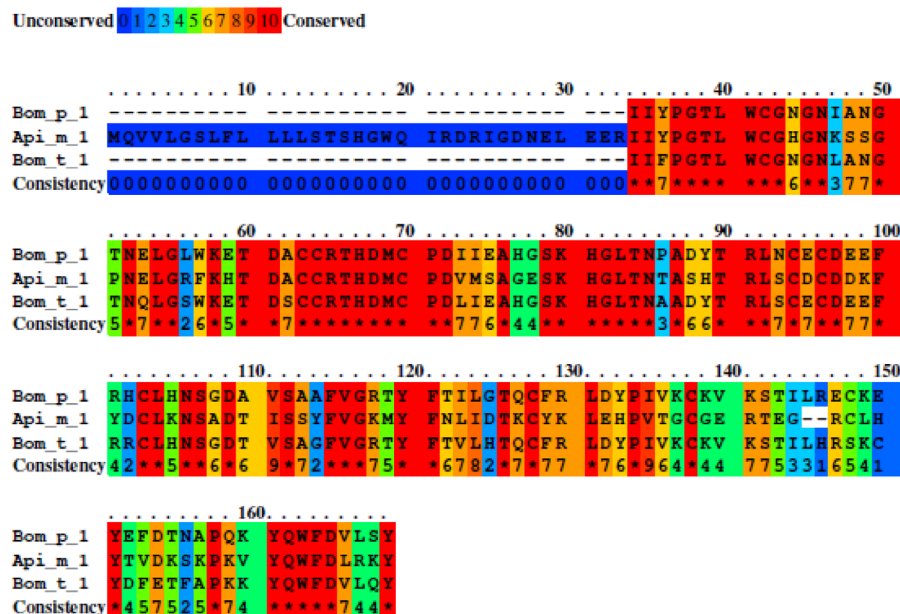 Unconserved 0 1 2 3 4 5 6 7 8 9 10 Conserved
. . . . . . . . . 10 . . . . . . . . . 20 . . . . . . . . . 30 . . . . . . . . . 40 . . . . . . . . . 50
Bom_p_1 ---------- ---------- ---------- ---IIYPGTL WCGNGNIANG
Api_m_1 MQVVLGSLFL LLLSTSHGWQ IRDRIGDNEL EERIIYPGTL WCGHGNKSSG
Bom_t_1 ---------- ---------- ---------- ---IIFPGTL WCGNGNLANG
Consistency 0000000000 0000000000 0000000000 000**7**** ***6**377*
. . . . . . . . . 60 . . . . . . . . . 70 . . . . . . . . . 80 . . . . . . . . . 90 . . . . . . . . . 100
Bom_p_1 TNELGLWKET DACCRTHDMC PDIIEAHGSK HGLTNPADYT RLNCECDEEF
Api_m_1 PNELGRFKHT DACCRTHDMC PDVMSAGESK HGLTNTASHT RLSCDCDDKF
Bom_t_1 TNQLGSWKET DSCCRTHDMC PDLIEAHGSK HGLTNAADYT RLSCECDEEF
Consistency 5*7**26*5* *7******** **776*44** *****3*66* **7*7**77*
. . . . . . . . . 110 . . . . . . . . . 120 . . . . . . . . . 130 . . . . . . . . . 140 . . . . . . . . . 150
Bom_p_1 RHCLHNSGDA VSAAFVGRTY FTILGTQCFR LDYPIVKCKV KSTILRECKE
Api_m_1 YDCLKNSADT ISSYFVGKMY FNLIDTKCYK LEHPVTGCGE RTEG--RCLH
Bom_t_1 RRCLHNSGDT VSAGFVGRTY FTVLHTQCFR LDYPIVKCKV KSTILHRSKC
Consistency 42**5**6*6 9*72***75* *6782*7*77 *76*964*44 7753316541
. . . . . . . . . 160 . . . . . . . . .
Bom_p_1 YEFDTNAPQK YQWFDVLSY
Api_m_1 YTVDKSKPKV YQWFDLRKY
Bom_t_1 YDFETFAPKK YQWFDVLQY
Consistency *457525*74 *****744*